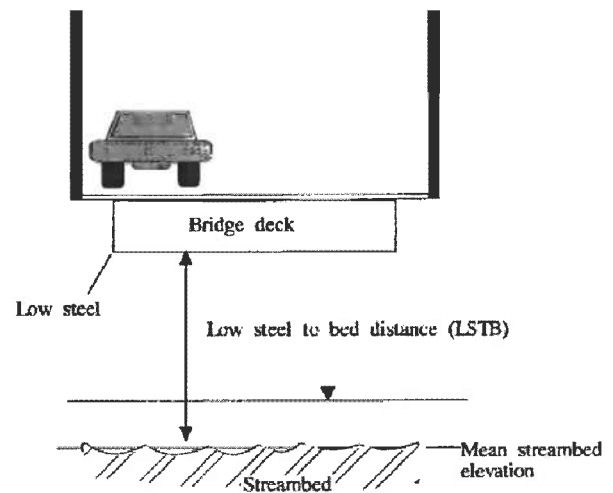 Bridge deck
Low steel
Low steel to bed distance (LSTB)
Mean streambed
elevation
Streambed